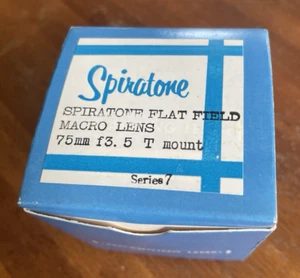 Spiratone
SPIRATONE FLAT FIELD
MACRO LENS
75mm f3.5 T mount
Series 7